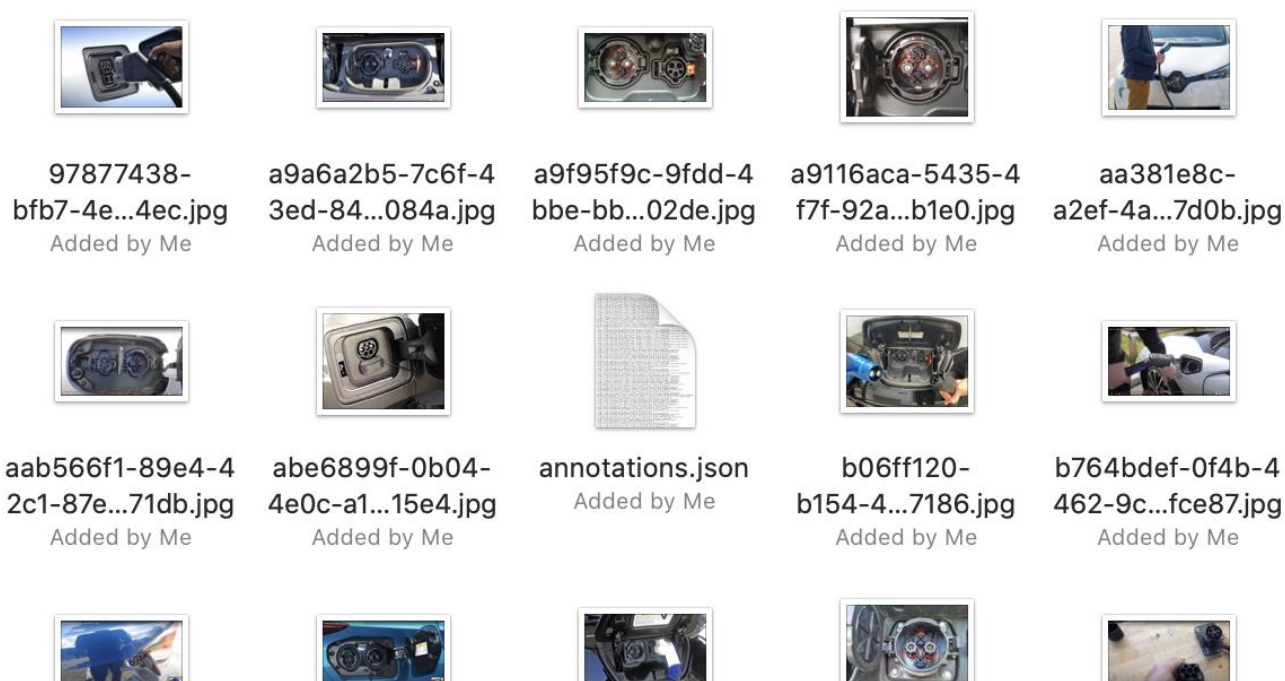 97877438-
bfb7-4e...4ec.jpg
Added by Me
a9a6a2b5-7c6f-4
3ed-84...084a.jpg
Added by Me
a9f95f9c-9fdd-4
bbe-bb...02de.jpg
Added by Me
a9116aca-5435-4
f7f-92a...b1e0.jpg
Added by Me
aa381e8c-
a2ef-4a...7d0b.jpg
Added by Me
aab566f1-89e4-4
2c1-87e...71db.jpg
Added by Me
abe6899f-0b04-
4e0c-a1...15e4.jpg
Added by Me
annotations.json
Added by Me
b06ff120-
b154-4...7186.jpg
Added by Me
b764bdef-0f4b-4
462-9c...fce87.jpg
Added by Me